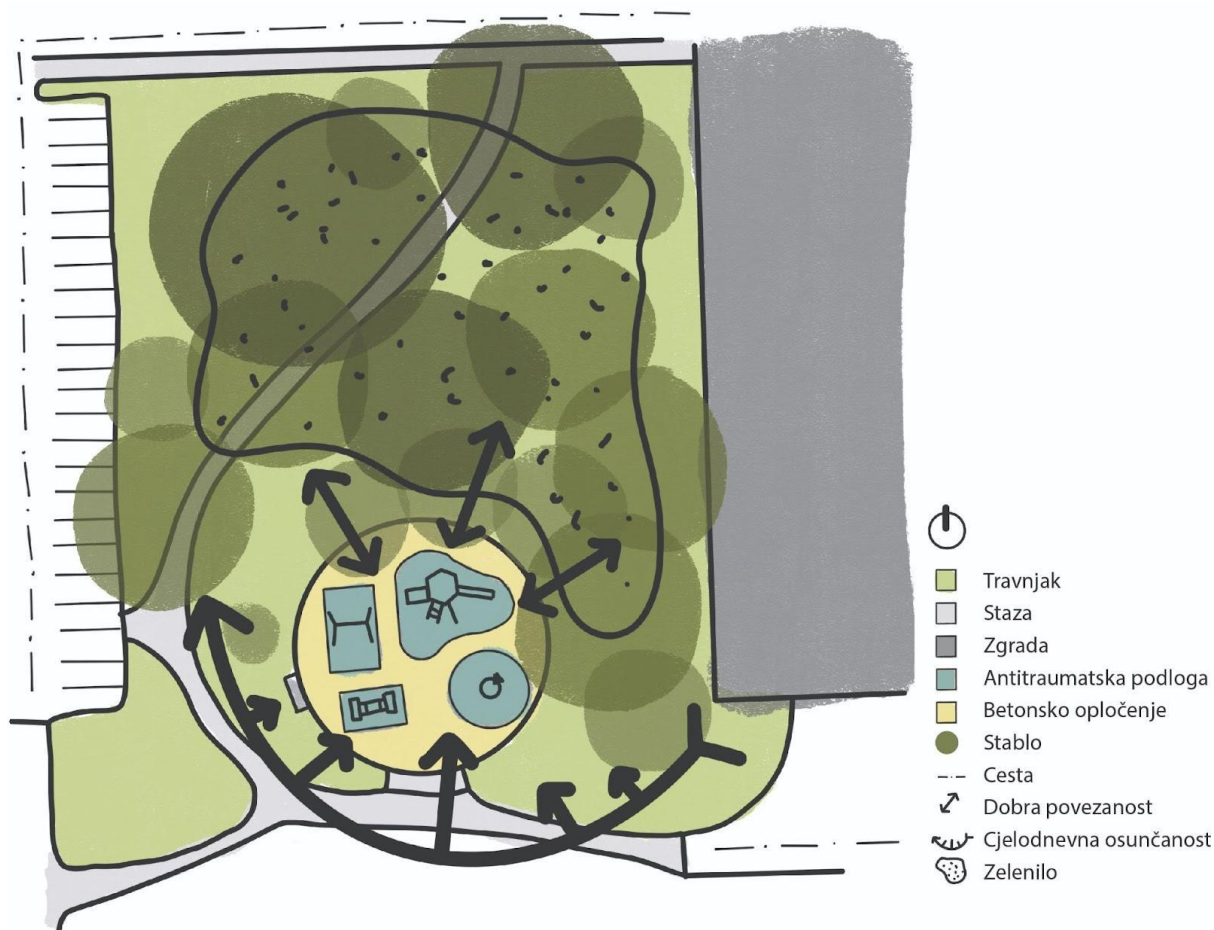 Travnjak
Staza
Zgrada
Antitraumatska podloga
Betonsko opločenje
Stablo
Cesta
Dobra povezanost
Cjelodnevna osunčanost
Zelenilo